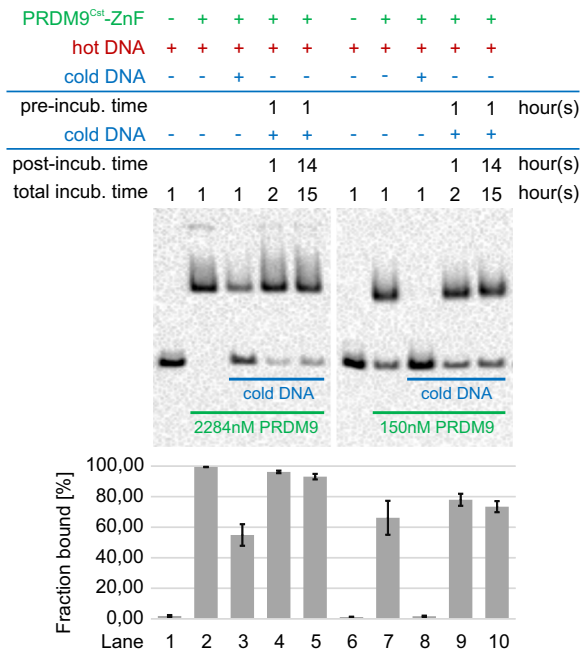 PRDM9Cst-ZnF - + + + + - + + + +
hot DNA + + + + + + + + + +
cold DNA - - + - - - - + - -
pre-incub. time 1 1 1 1 hour(s)
cold DNA - - - + + - - - + +
post-incub. time 1 14 1 14 hour(s)
total incub. time 1 1 1 2 15 1 1 1 2 15 hour(s)
cold DNA cold DNA
2284nM PRDM9 150nM PRDM9
Fraction bound [%]
100,00
80,00
60,00
40,00
20,00
0,00
Lane 1 2 3 4 5 6 7 8 9 10